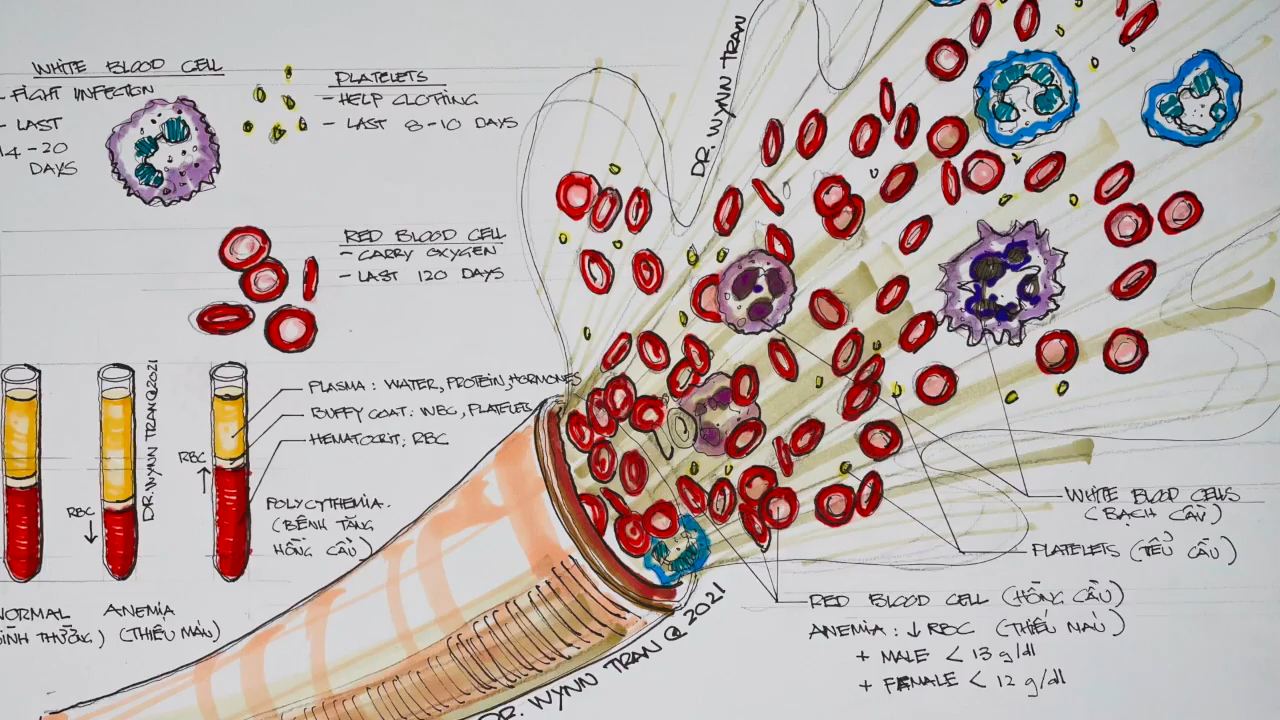 WHITE BLOOD CELL
- FIGHT INFECTION
- LAST
14-20
DAYS
PLATELETS
- HELP CLOTTING
- LAST 8-10 DAYS
RED BLOOD CELL
- CARRY OXYGEN
- LAST 120 DAYS
DR. WYNN TRAN
PLASMA: WATER, PROTEIN, HORMONES
BUFFY COAT: WBC, PLATELETS
HEMATOCRIT; RBC
DR. WYNN TRAN @ 2021
RBC
RBC
POLYCYTHEMIA.
(BỆNH TĂNG
HỒNG CẦU)
NORMAL
BÌNH THƯỜNG)
ANEMIA
(THIẾU MÁU)
WHITE BLOOD CELLS
(BẠCH CẦU)
PLATELETS (TIỂU CẦU)
RED BLOOD CELL (HỒNG CẦU)
ANEMIA: ↓ RBC (THIẾU MÁU)
+ MALE < 13 g/dl
+ FEMALE < 12 g/dl
DR. WYNN TRAN @ 2021